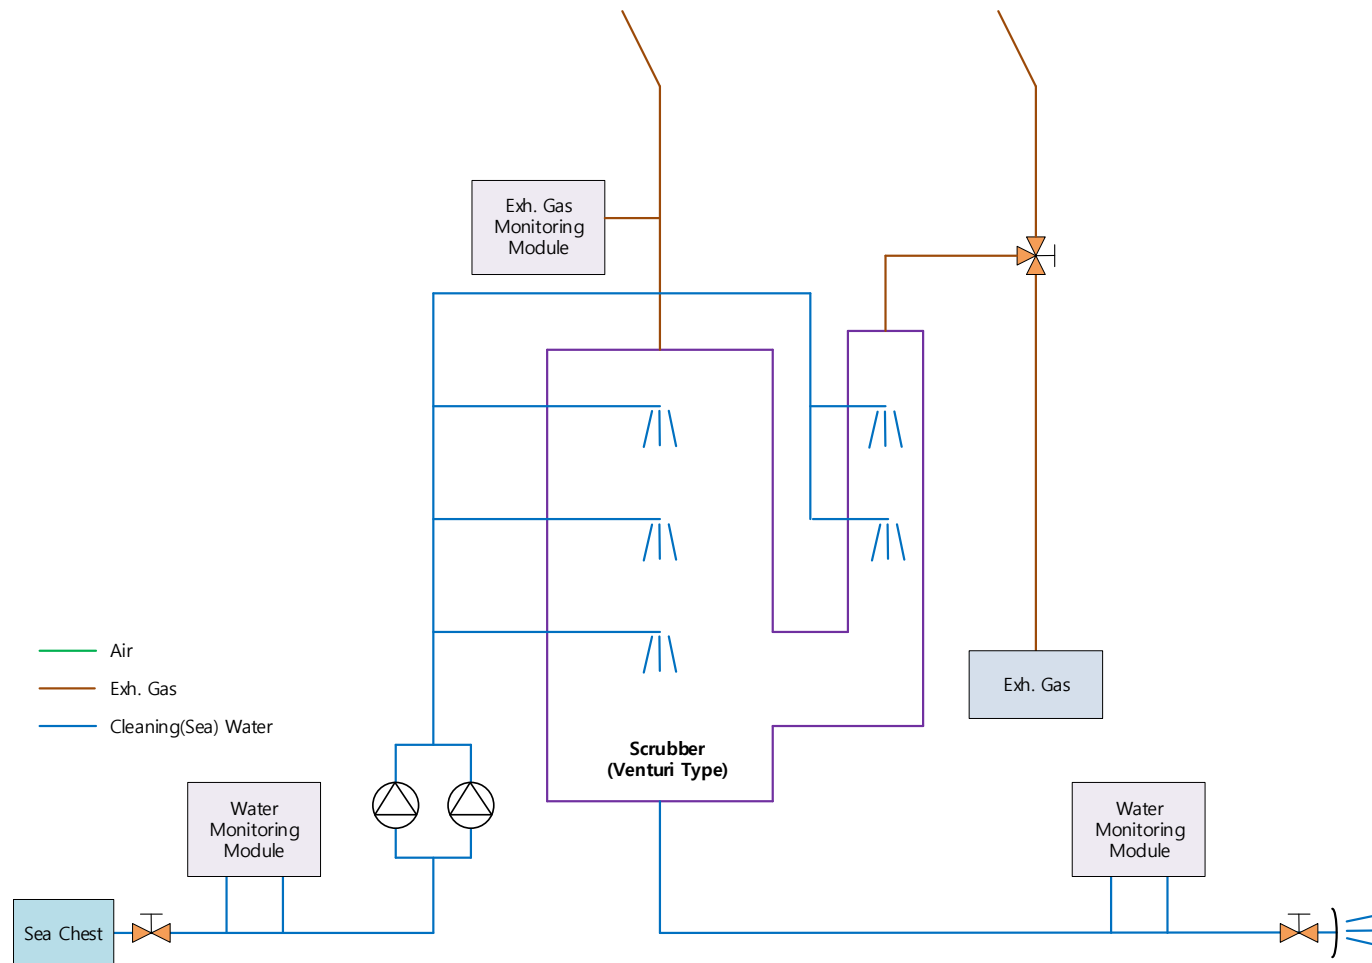 Exh. Gas
Monitoring
Module
Air
Exh. Gas
Cleaning(Sea) Water
Exh. Gas
Scrubber
(Venturi Type)
Water
Monitoring
Module
Water
Monitoring
Module
Sea Chest